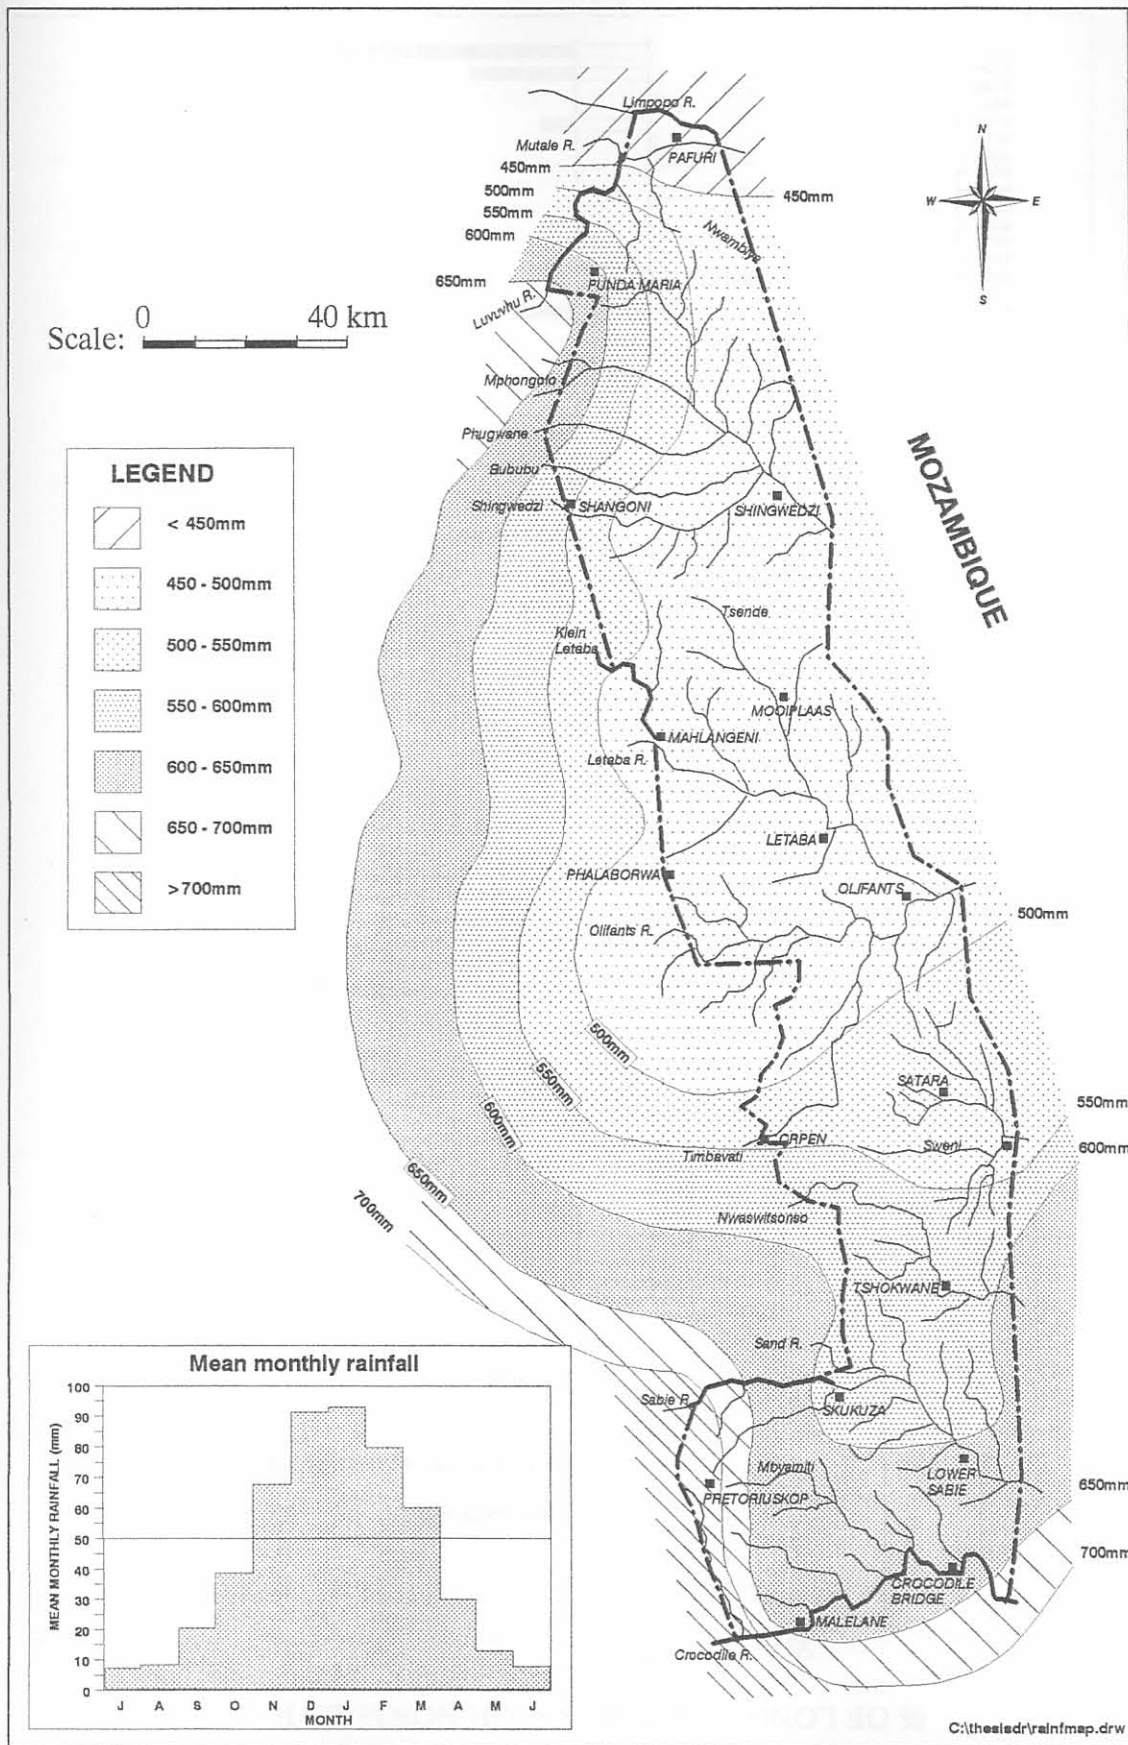 Limpopo R.
Mutale R.
PAFURI
450mm
450mm
500mm
550mm
600mm
650mm
N
W
E
S
Nwambiya
PUNDA MARIA
Luvuvhu R.
Scale:
0
40 km
Mphongolo
Phugwane
Bububu
Shingwedzi
SHANGONI
SHINGWEDZI
MOZAMBIQUE
LEGEND
< 450mm
450 - 500mm
500 - 550mm
550 - 600mm
600 - 650mm
650 - 700mm
>700mm
Tsende
Klein
Letaba
MOOIPLAAS
MAHLANGENI
Letaba R.
LETABA
PHALABORWA
OLIFANTS
Olifants R.
500mm
500mm
550mm
600mm
650mm
700mm
SATARA
550mm
600mm
ORPEN
Timbavati
Sweni
Nwaswitsonso
TSHOKWANE
Sand R.
Sabie R.
SKUKUZA
Mbyamiti
LOWER
SABIE
PRETORIUSKOP
650mm
700mm
CROCODILE
BRIDGE
MALELANE
Crocodile R.
Mean monthly rainfall
MEAN MONTHLY RAINFALL (mm)
100
90
80
70
60
50
40
30
20
10
0
J A S O N D J F M A M J
MONTH
C:\thesisdr\rainfmap.drw